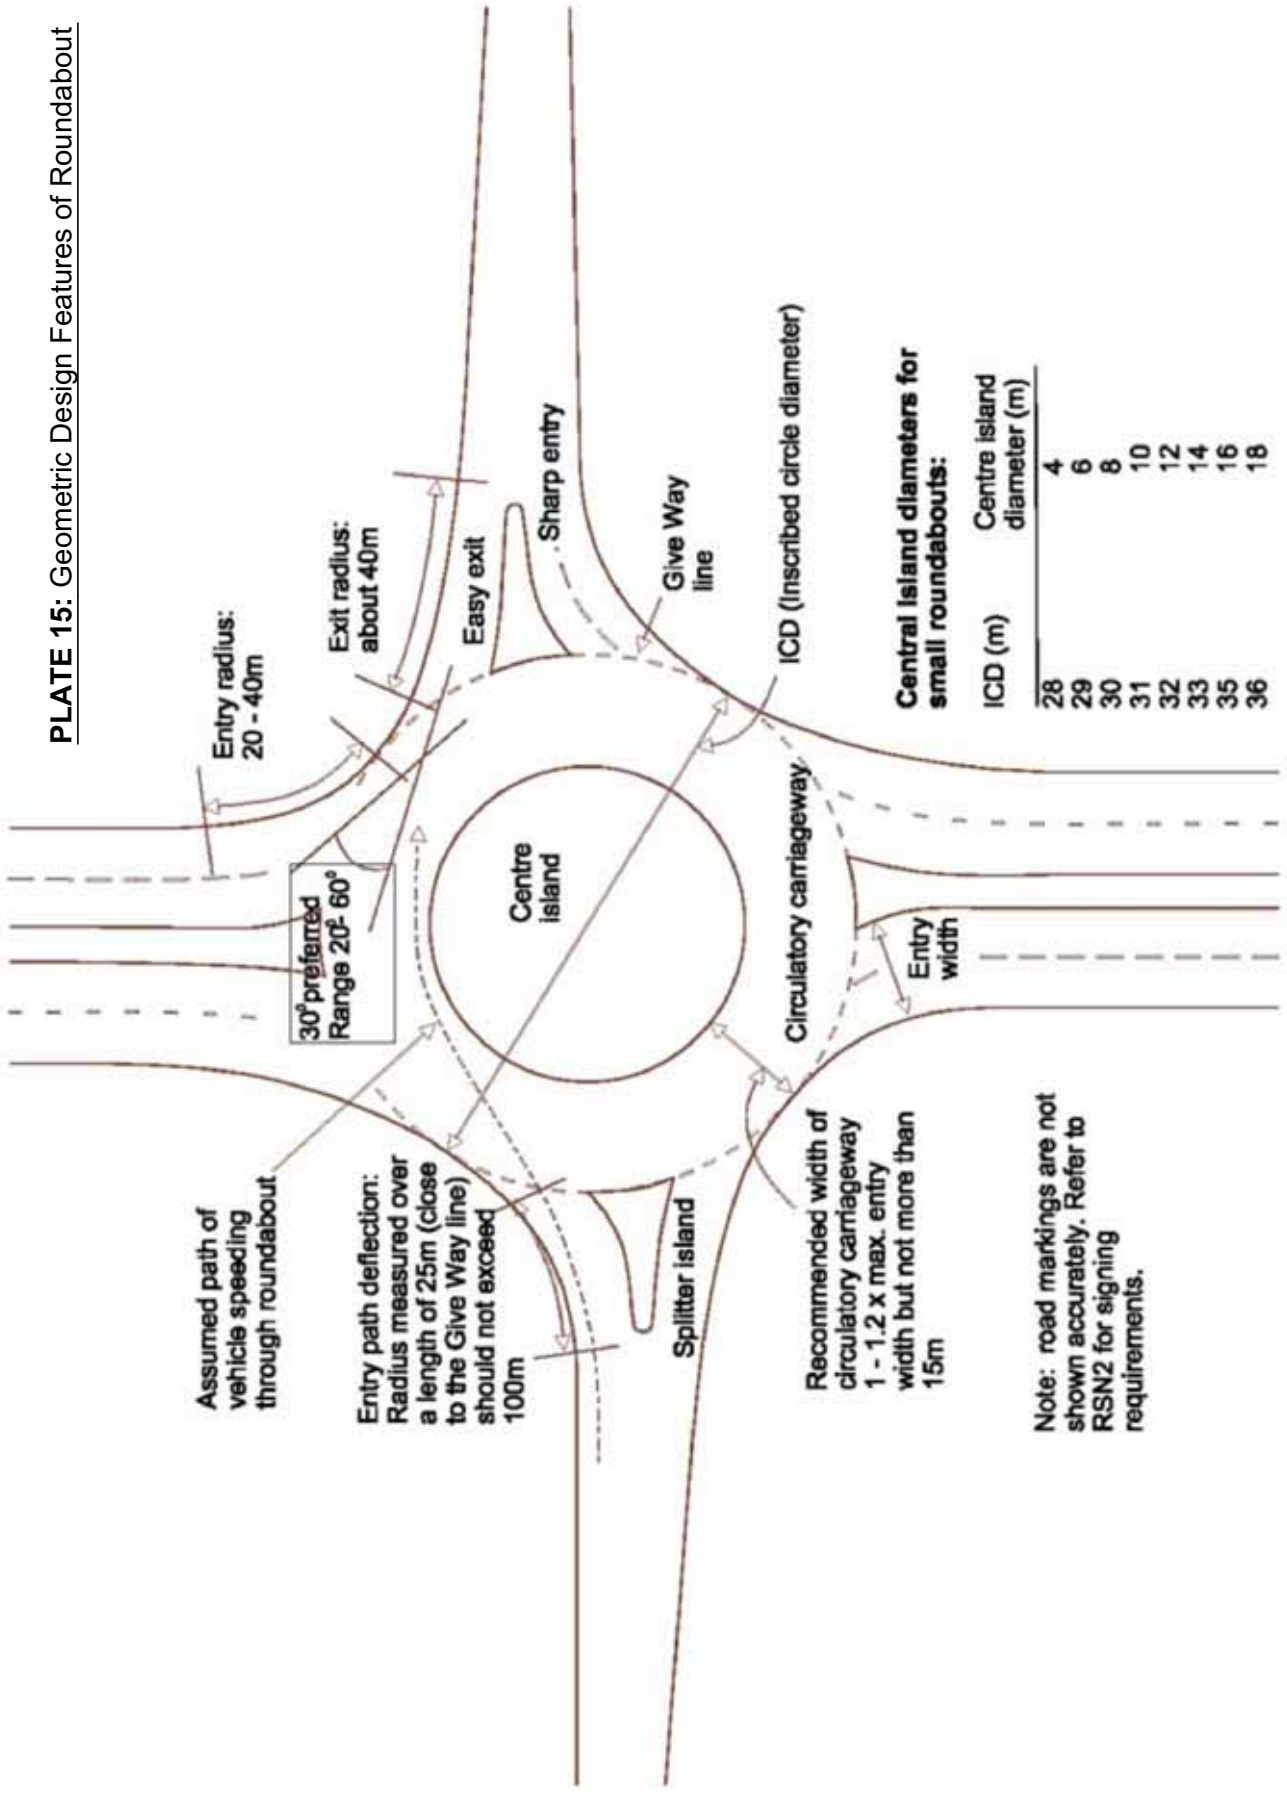 PLATE 15: Geometric Design Features of Roundabout
Entry radius:
20 - 40m
Exit radius:
about 40m
Easy exit
Sharp entry
Give Way
line
ICD (Inscribed circle diameter)
30° preferred
Range 20°- 60°
Centre
island
Circulatory carriageway
Entry
width
Assumed path of
vehicle speeding
through roundabout
Entry path deflection:
Radius measured over
a length of 25m (close
to the Give Way line)
should not exceed
100m
Splitter island
Recommended width of
circulatory carriageway
1 - 1.2 x max. entry
width but not more than
15m
Note: road markings are not
shown accurately. Refer to
RSN2 for signing
requirements.
Central island diameters for
small roundabouts:
ICD (m) Centre island
diameter (m)
28 4
29 6
30 8
31 10
32 12
33 14
35 16
36 18